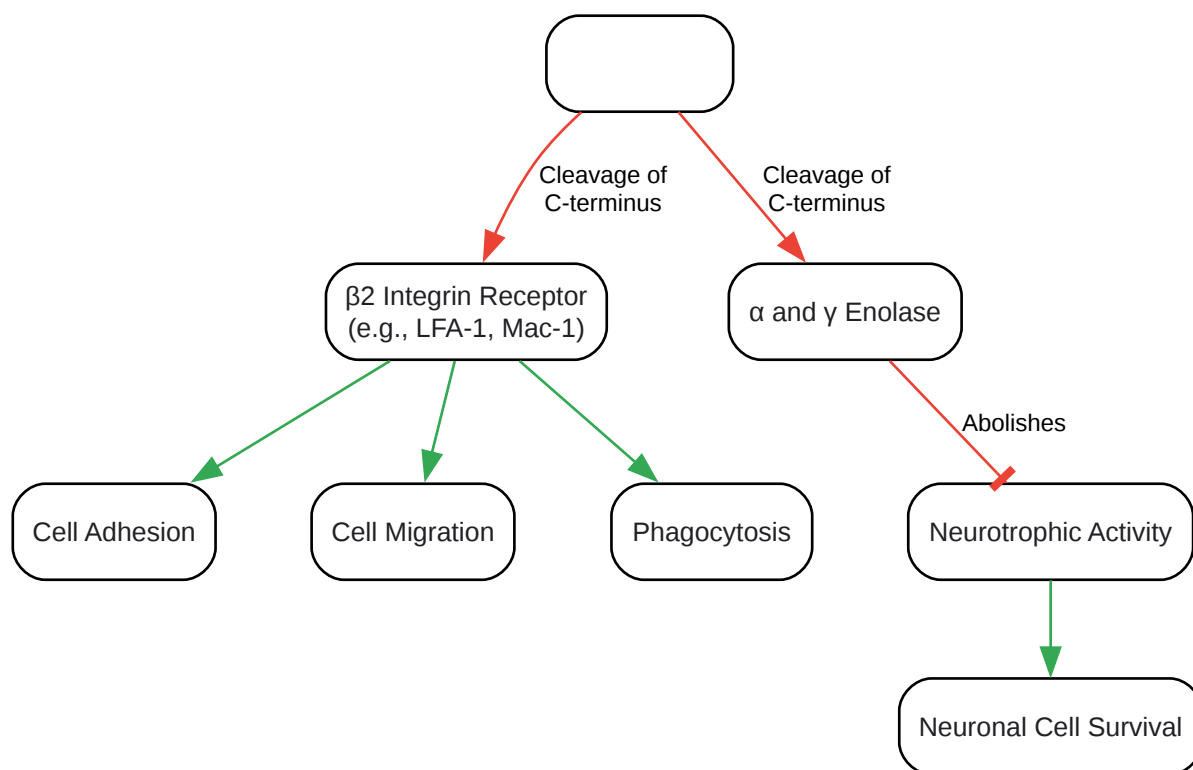 Cleavage of
C-terminus
Cleavage of
C-terminus
β2 Integrin Receptor
(e.g., LFA-1, Mac-1)
α and γ Enolase
Abolishes
Cell Adhesion
Cell Migration
Phagocytosis
Neurotrophic Activity
Neuronal Cell Survival